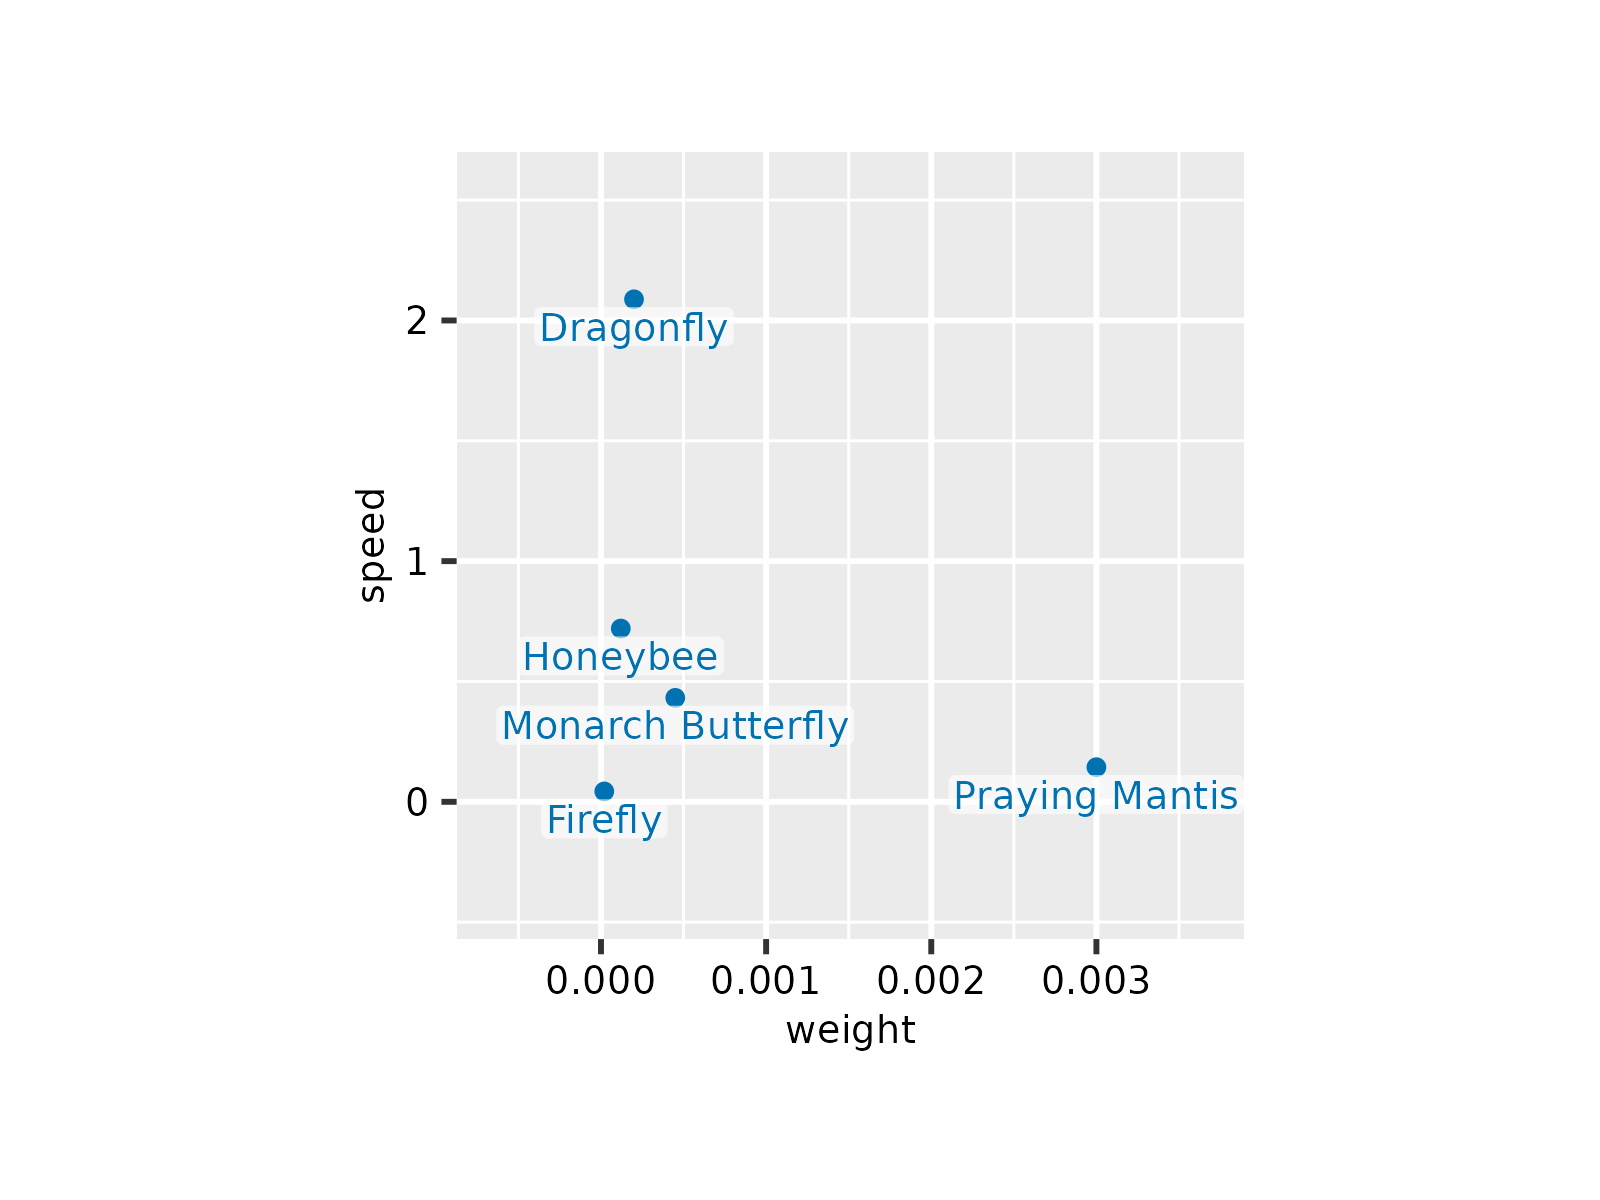 2
Dragonfly
speed
1
Honeybee
Monarch Butterfly
Praying Mantis
0
Firefly
0.000 0.001 0.002 0.003
weight